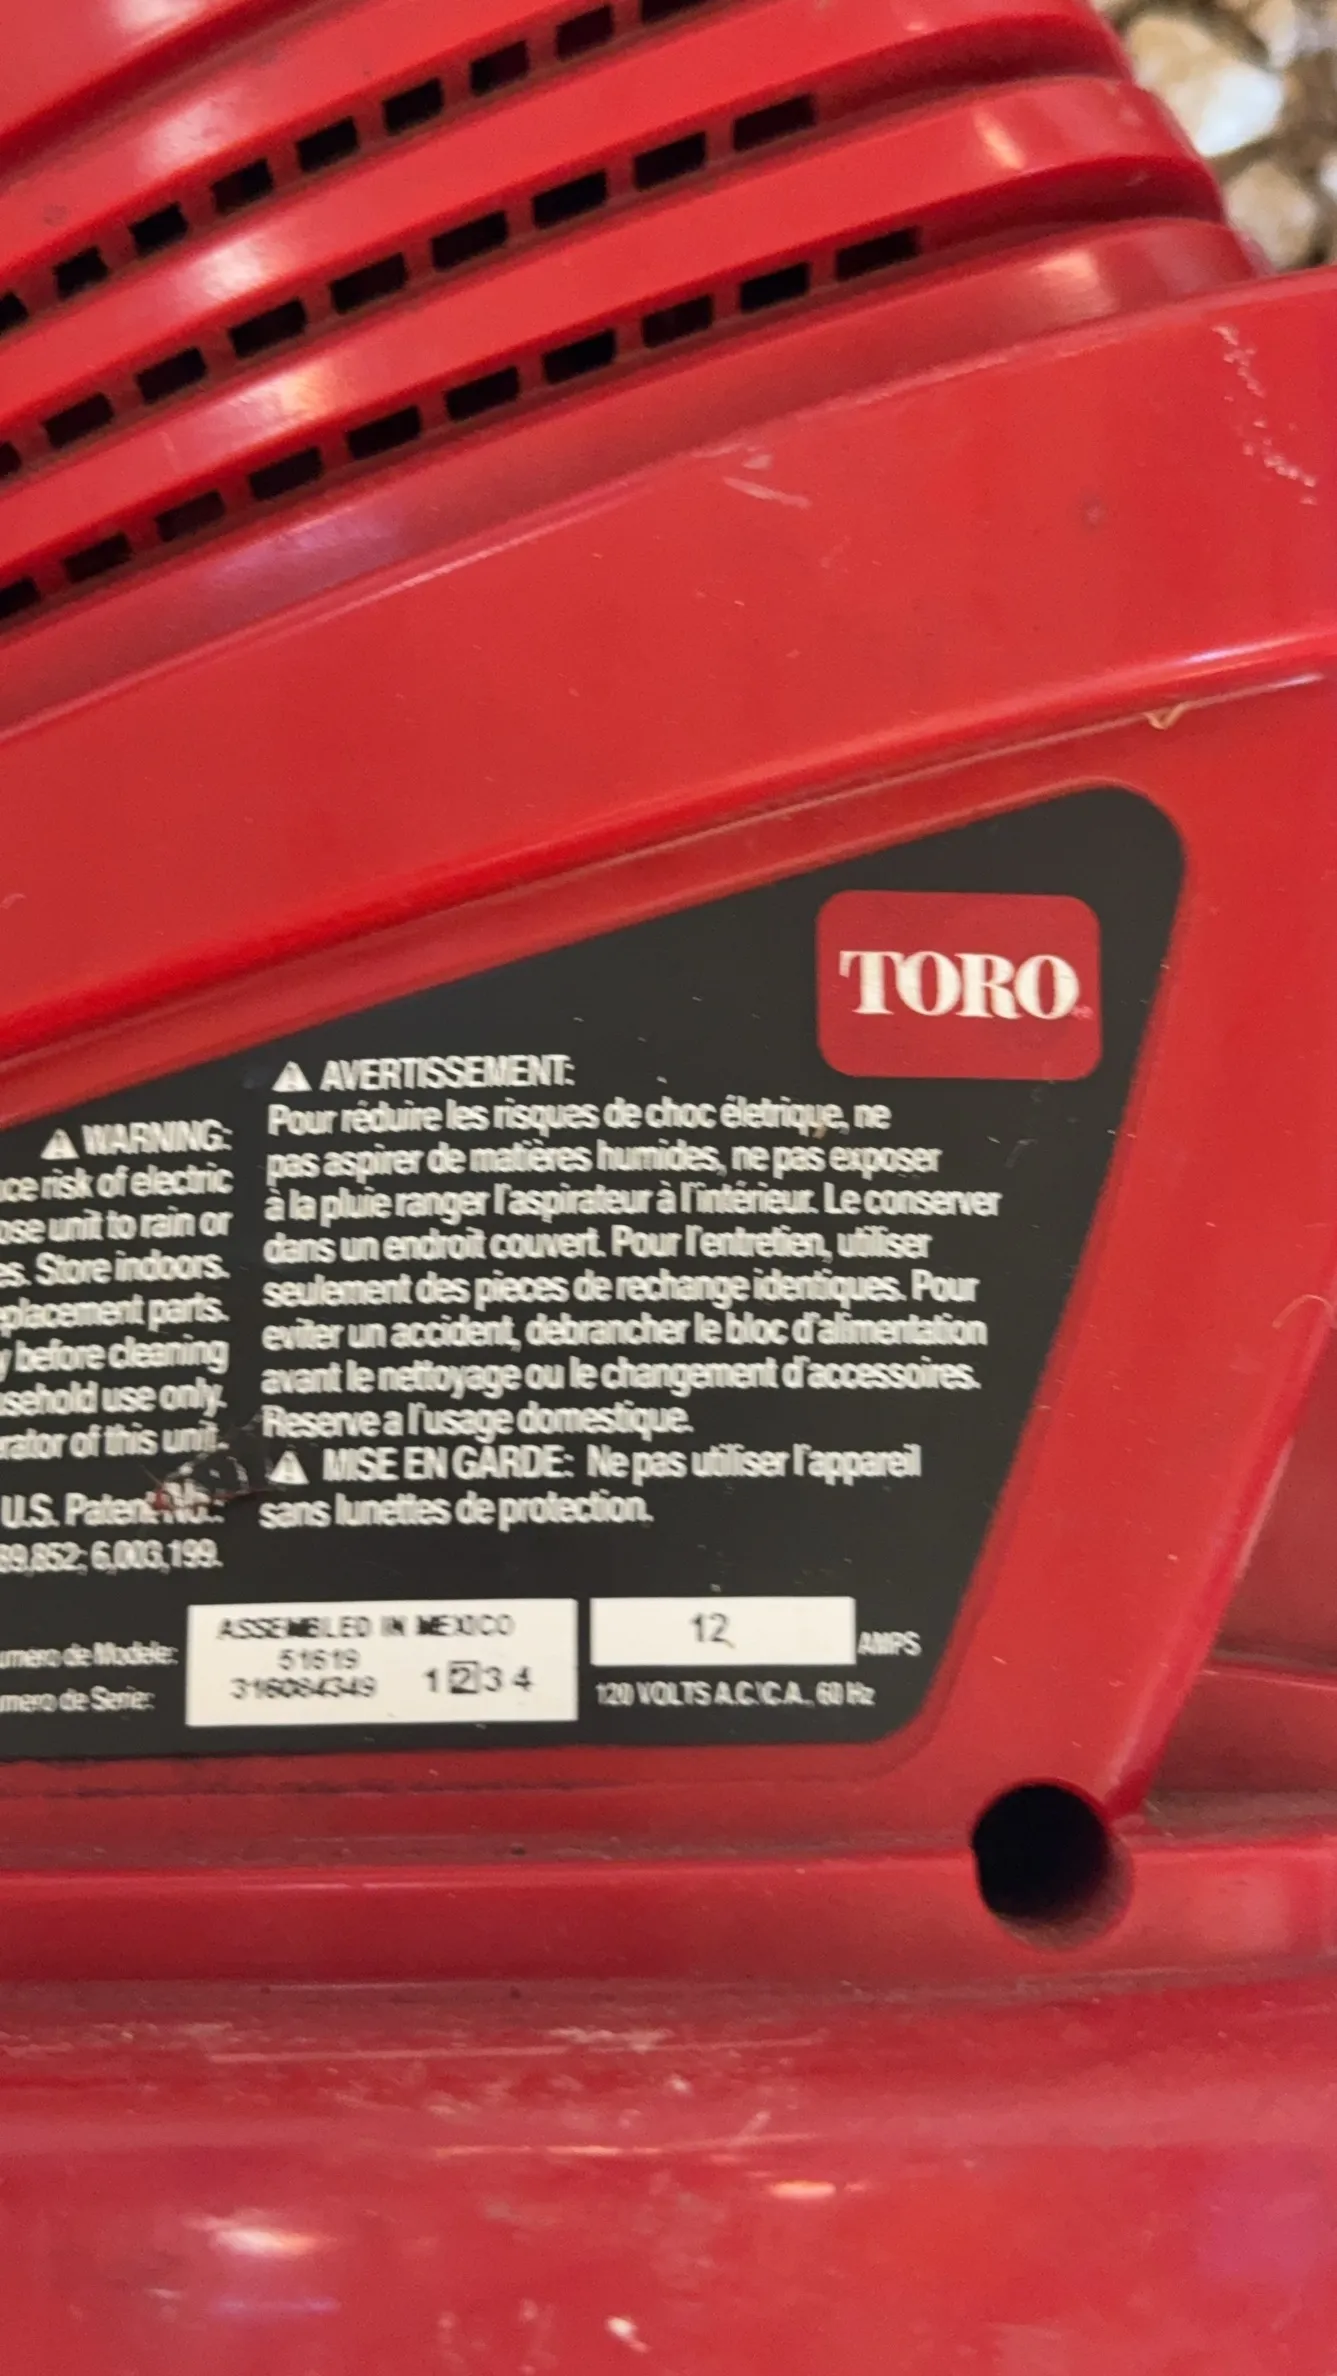 TORO
WARNING:
ce risk of electric
ose unit to rain or
es. Store indoors.
placement parts.
y before cleaning
sehold use only.
rator of this unit.
U.S. Patent No.:
89,852; 6,003,199.
AVERTISSEMENT:
Pour réduire les risques de choc életrique, ne
pas aspirer de matières humides, ne pas exposer
à la pluie ranger l'aspirateur à l'intérieur. Le conserver
dans un endroit couvert. Pour l'entretien, utiliser
seulement des pieces de rechange identiques. Pour
eviter un accident, debrancher le bloc d'alimentation
avant le nettoyage ou le changement d'accessoires.
Reserve a l'usage domestique.
MISE EN GARDE: Ne pas utiliser l'appareil
sans lunettes de protection.
umero de Modele:
umero de Serie:
ASSEMBLED IN MEXICO
51619
316084349 1 2 3 4
12 AMPS
120 VOLTS A.C./C.A., 60 Hz